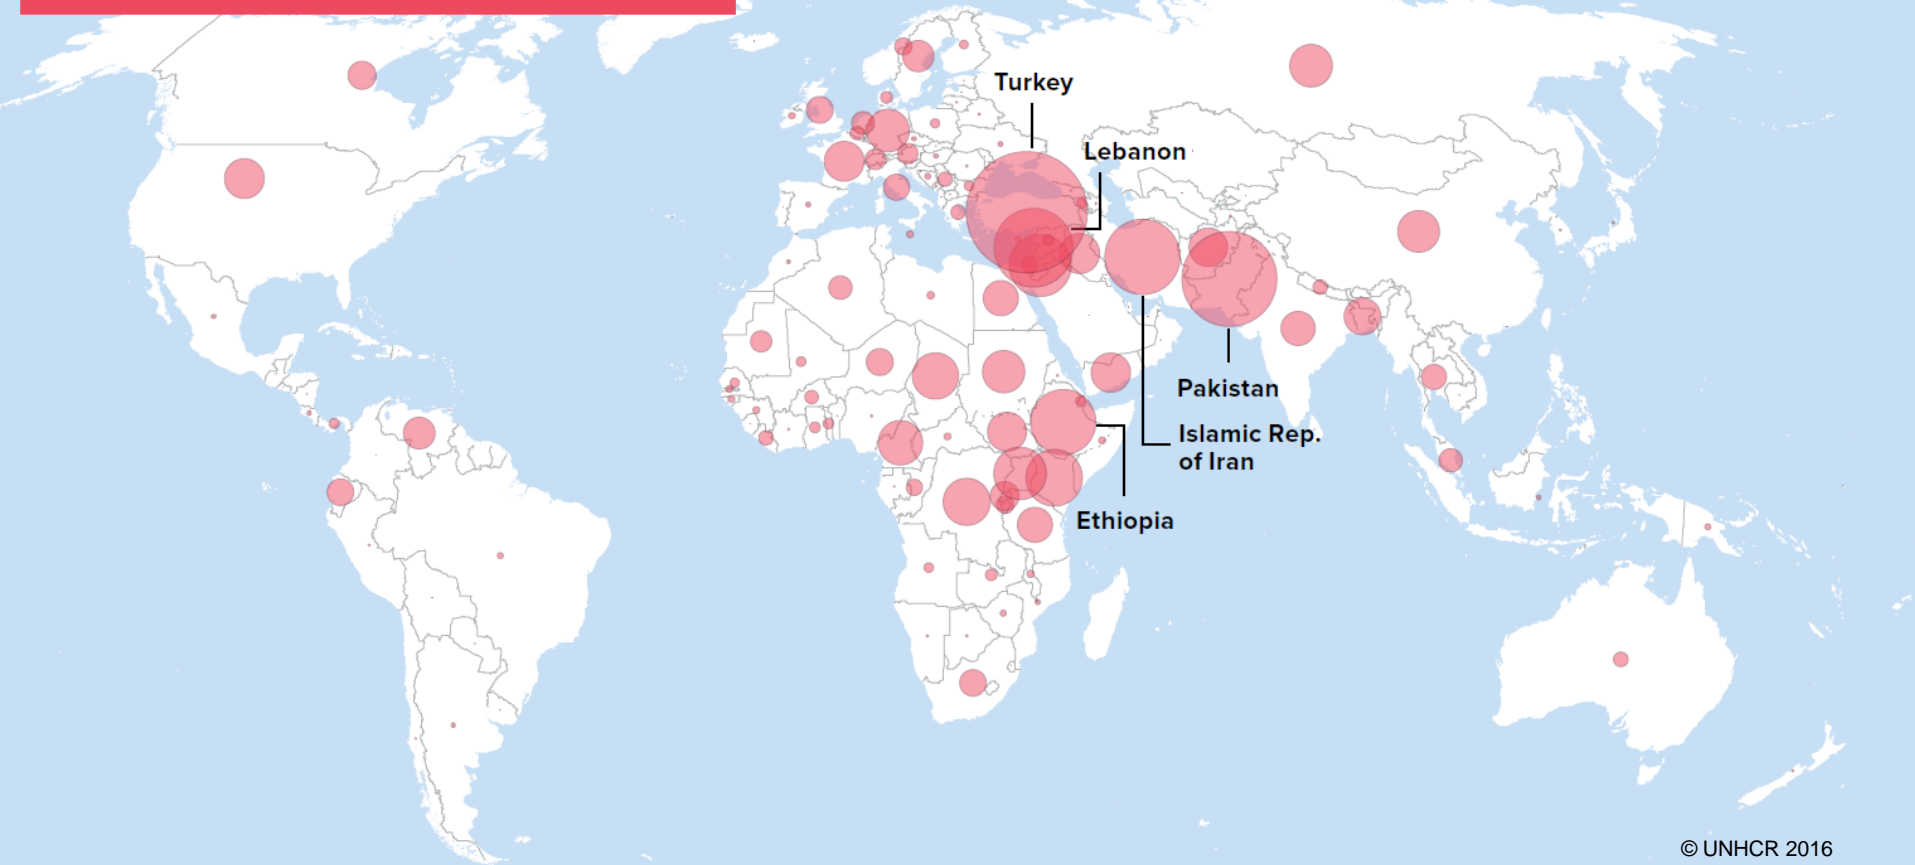 Turkey
Lebanon
Pakistan
Islamic Rep.
of Iran
Ethiopia
© UNHCR 2016